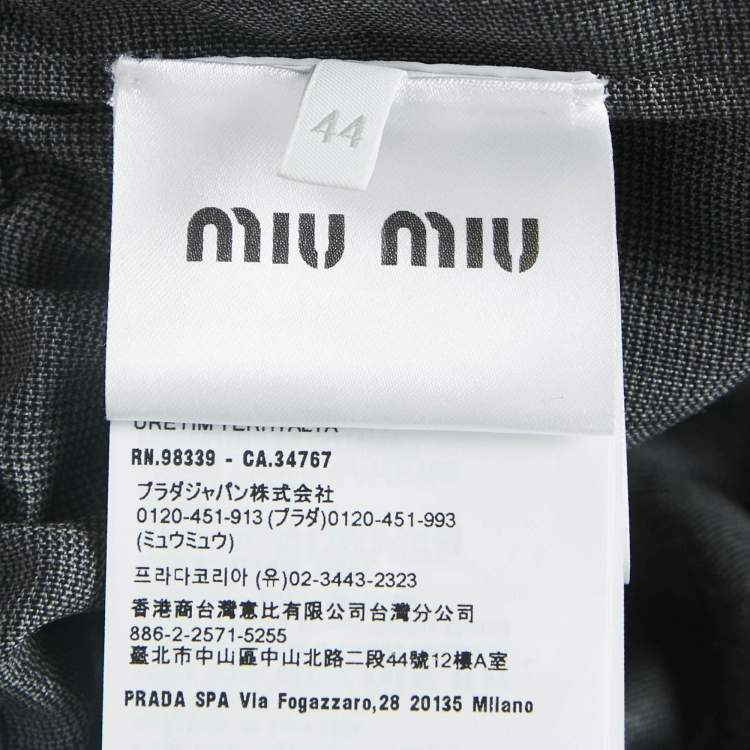 44
miu miu
ÜRETİM YERİ İTALYA
RN.98339 - CA.34767
プラダジャパン株式会社
0120-451-913 (プラダ)0120-451-993
(ミュウミュウ)
프라다코리아 (유)02-3443-2323
香港商台灣意比有限公司台灣分公司
886-2-2571-5255
臺北市中山區中山北路二段44號12樓A室
PRADA SPA Via Fogazzaro,28 20135 Milano